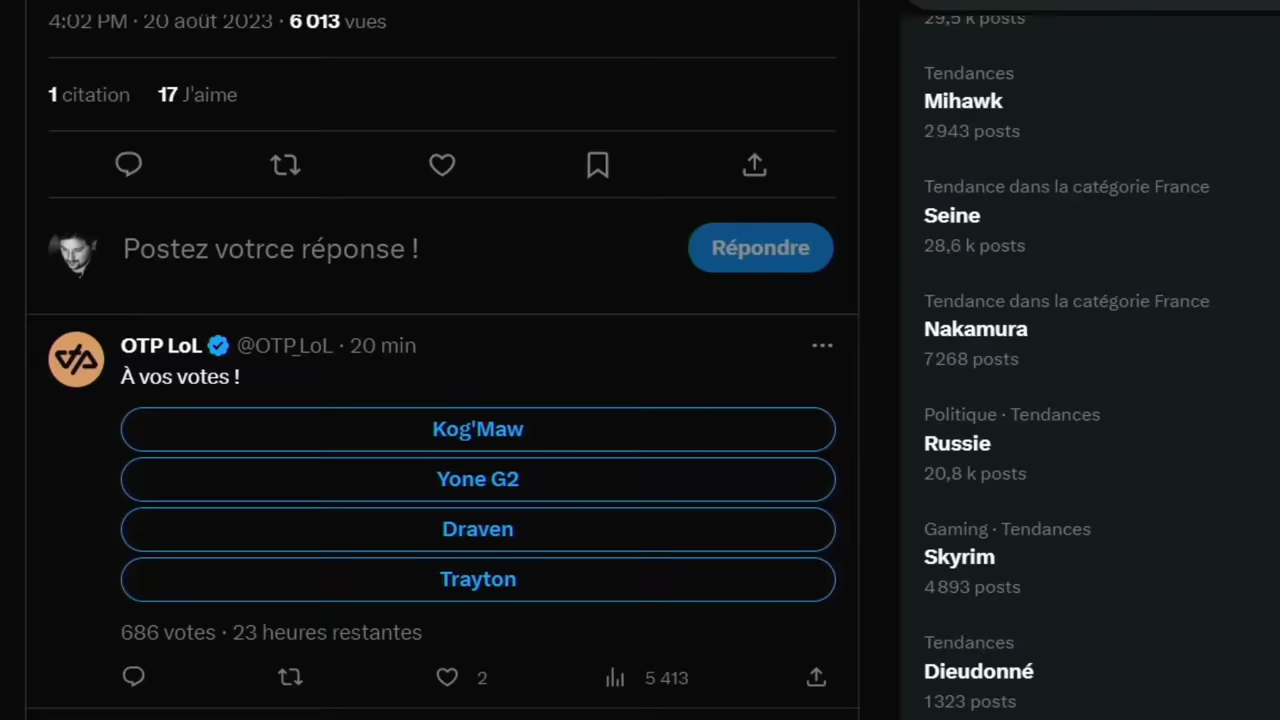 4:02 PM · 20 août 2023 · 6 013 vues
1 citation 17 J'aime
Postez votrce réponse !
Répondre
OTP LoL @OTP_LoL · 20 min
À vos votes !
Kog'Maw
Yone G2
Draven
Trayton
686 votes · 23 heures restantes
2
5 413
29,5 k posts
Tendances
Mihawk
2 943 posts
Tendance dans la catégorie France
Seine
28,6 k posts
Tendance dans la catégorie France
Nakamura
7 268 posts
Politique · Tendances
Russie
20,8 k posts
Gaming · Tendances
Skyrim
4 893 posts
Tendances
Dieudonné
1 323 posts